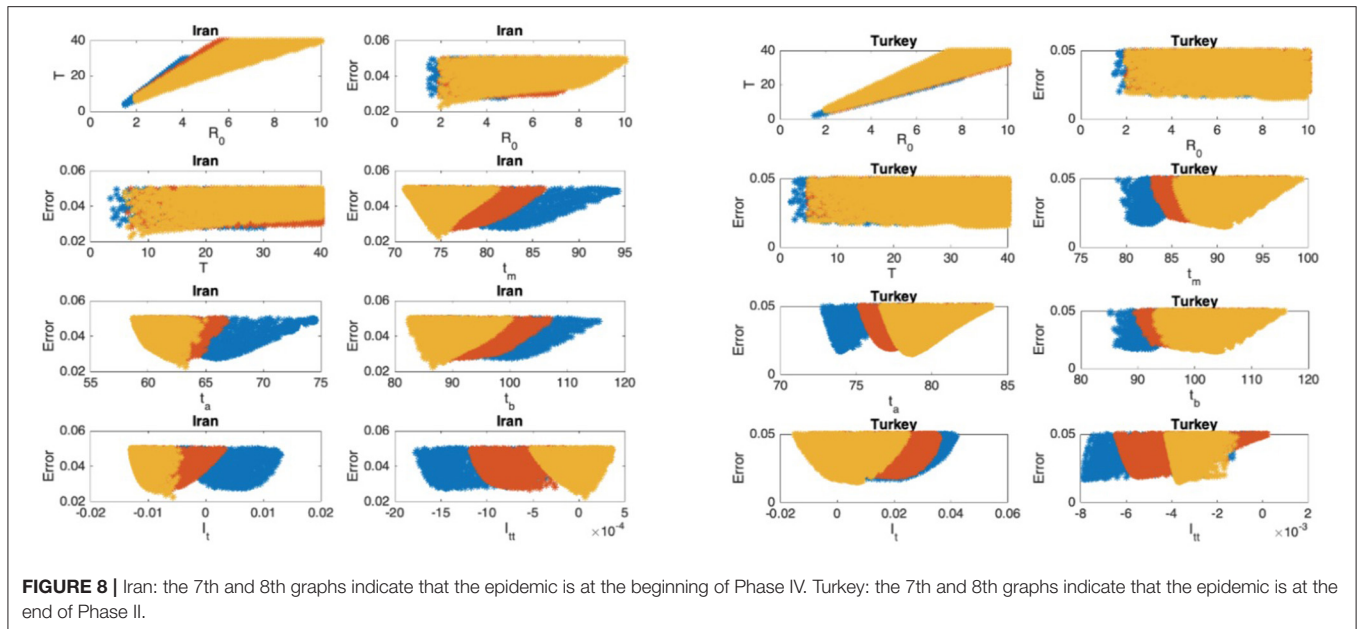 Iran
40
20
0
T
0 2 4 6 8 10
R0
Iran
0.06
0.04
0.02
Error
0 2 4 6 8 10
R0
Iran
0.06
0.04
0.02
Error
0 10 20 30 40
T
Iran
0.06
0.04
0.02
Error
70 75 80 85 90 95
tm
Iran
0.06
0.04
0.02
Error
55 60 65 70 75
ta
Iran
0.06
0.04
0.02
Error
80 90 100 110 120
tb
Iran
0.06
0.04
0.02
Error
-0.02 -0.01 0 0.01 0.02
It
Iran
0.06
0.04
0.02
Error
-20 -15 -10 -5 0 5
Itt ×10-4
Turkey
40
20
0
T
0 2 4 6 8 10
R0
Turkey
0.05
0
Error
0 2 4 6 8 10
R0
Turkey
0.05
0
Error
0 10 20 30 40
T
Turkey
0.05
0
Error
75 80 85 90 95 100
tm
Turkey
0.05
0
Error
70 75 80 85
ta
Turkey
0.05
0
Error
80 90 100 110 120
tb
Turkey
0.05
0
Error
-0.02 0 0.02 0.04 0.06
It
Turkey
0.05
0
Error
-8 -6 -4 -2 0 2
Itt ×10-3
FIGURE 8 | Iran: the 7th and 8th graphs indicate that the epidemic is at the beginning of Phase IV. Turkey: the 7th and 8th graphs indicate that the epidemic is at the
end of Phase II.